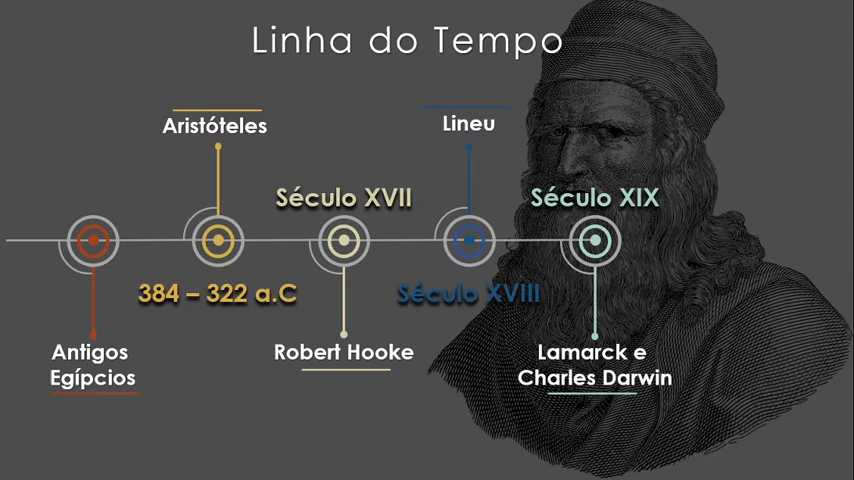 Linha do Tempo
Aristóteles
Lineu
Século XVII
Século XIX
384 – 322 a.C
Século XVIII
Antigos
Egípcios
Robert Hooke
Lamarck e
Charles Darwin